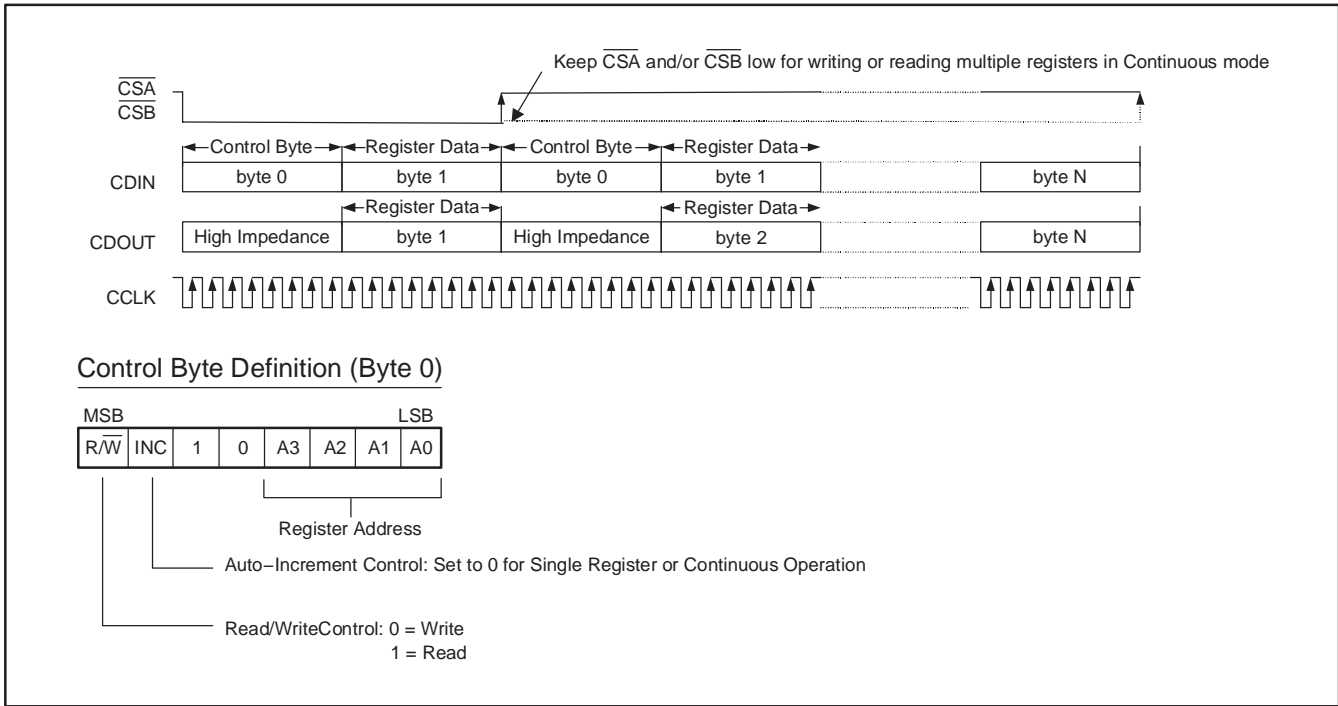 Keep C̅S̅A̅ and/or C̅S̅B̅ low for writing or reading multiple registers in Continuous mode
C̅S̅A̅
C̅S̅B̅
Control Byte Register Data Control Byte Register Data
CDIN byte 0 byte 1 byte 0 byte 1 byte N
Register Data Register Data
CDOUT High Impedance byte 1 High Impedance byte 2 byte N
CCLK
Control Byte Definition (Byte 0)
MSB LSB
R/W̅ INC 1 0 A3 A2 A1 A0
Register Address
Auto−Increment Control: Set to 0 for Single Register or Continuous Operation
Read/WriteControl: 0 = Write
1 = Read